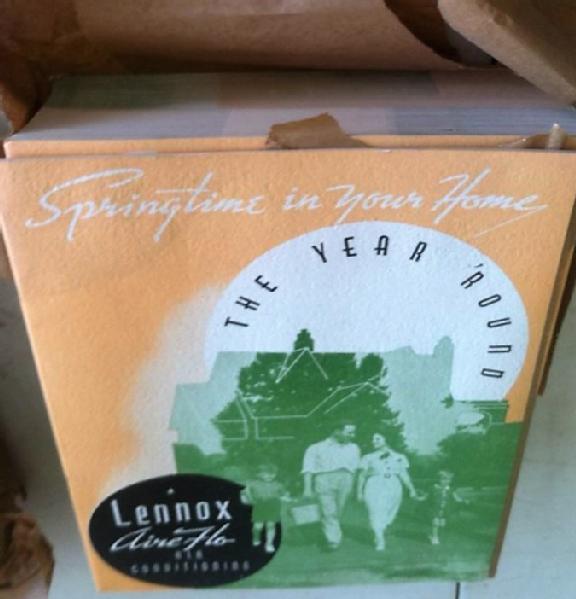 Springtime in Your Home
THE YEAR 'ROUND
Lennox
Aire-Flo
AIR
CONDITIONING